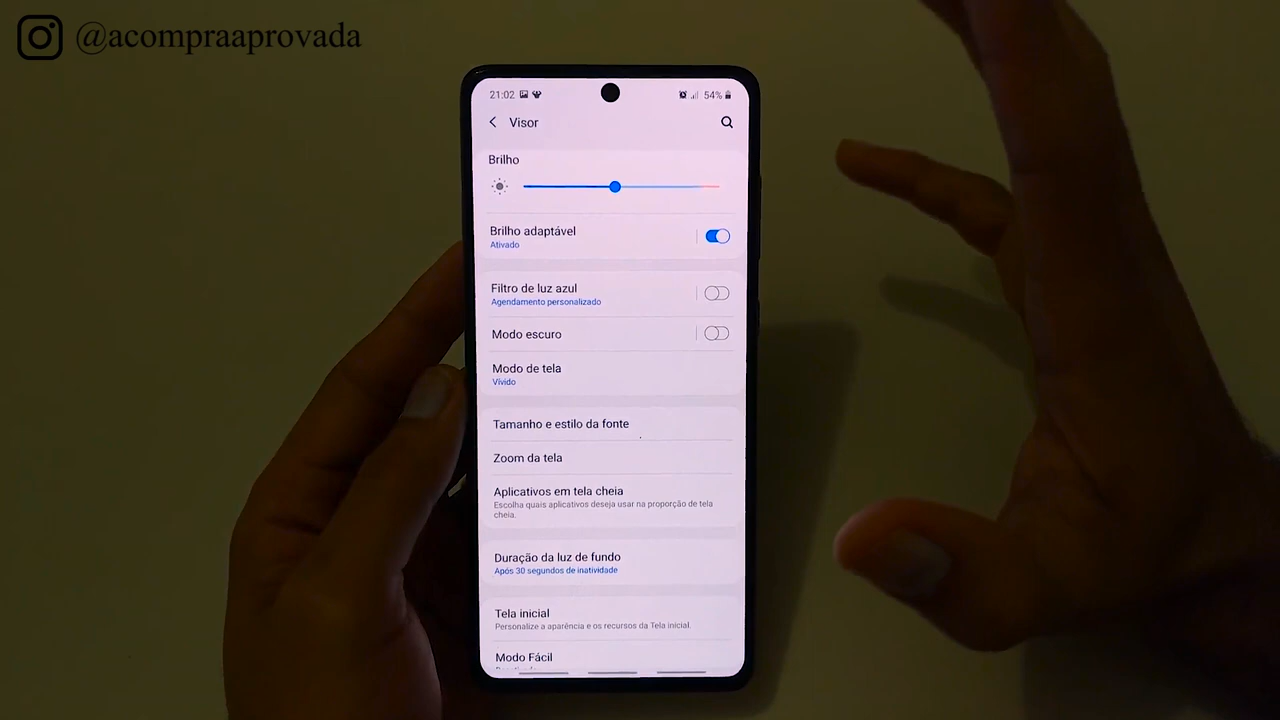 @acompraaprovada
21:02
54%
Visor
Brilho
Brilho adaptável
Ativado
Filtro de luz azul
Agendamento personalizado
Modo escuro
Modo de tela
Vívido
Tamanho e estilo da fonte
Zoom da tela
Aplicativos em tela cheia
Escolha quais aplicativos deseja usar na proporção de tela
cheia.
Duração da luz de fundo
Após 30 segundos de inatividade
Tela inicial
Personalize a aparência e os recursos da Tela inicial.
Modo Fácil